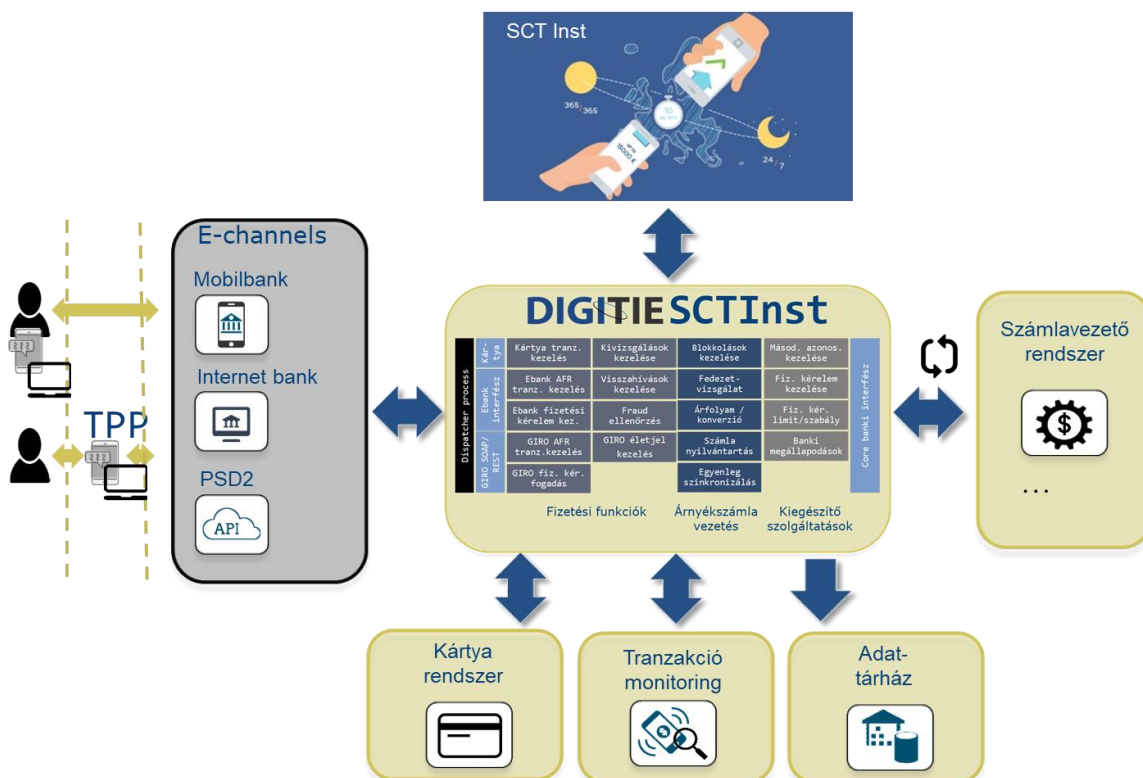 SCT Inst
365/365
24/7
10
E-channels
Mobilbank
Internet bank
PSD2
API
TPP
DIGITIE SCTInst
Dispatcher process
Kár-
tya
Ebank
interfész
GIRO SOAP/
REST
Kártya tranz.
kezelés
Kivizsgálások
kezelése
Blokkolások
kezelése
Másod. azonos.
kezelése
Ebank AFR
tranz. kezelés
Visszahívások
kezelése
Fedezet-
vizsgálat
Fiz. kérelem
kezelése
Ebank fizetési
kérelem kez.
Fraud
ellenőrzés
Árfolyam /
konverzió
Fiz. kér.
limit/szabály
GIRO AFR
tranz.kezelés
GIRO életjel
kezelés
Számla
nyilvántartás
Banki
megállapodások
GIRO fiz. kér.
fogadás
Egyenleg
szinkronizálás
Core banki interfész
Fizetési funkciók
Árnyékszámla
vezetés
Kiegészítő
szolgáltatások
Számlavezető
rendszer
$
...
Kártya
rendszer
Tranzakció
monitoring
Adat-
tárház